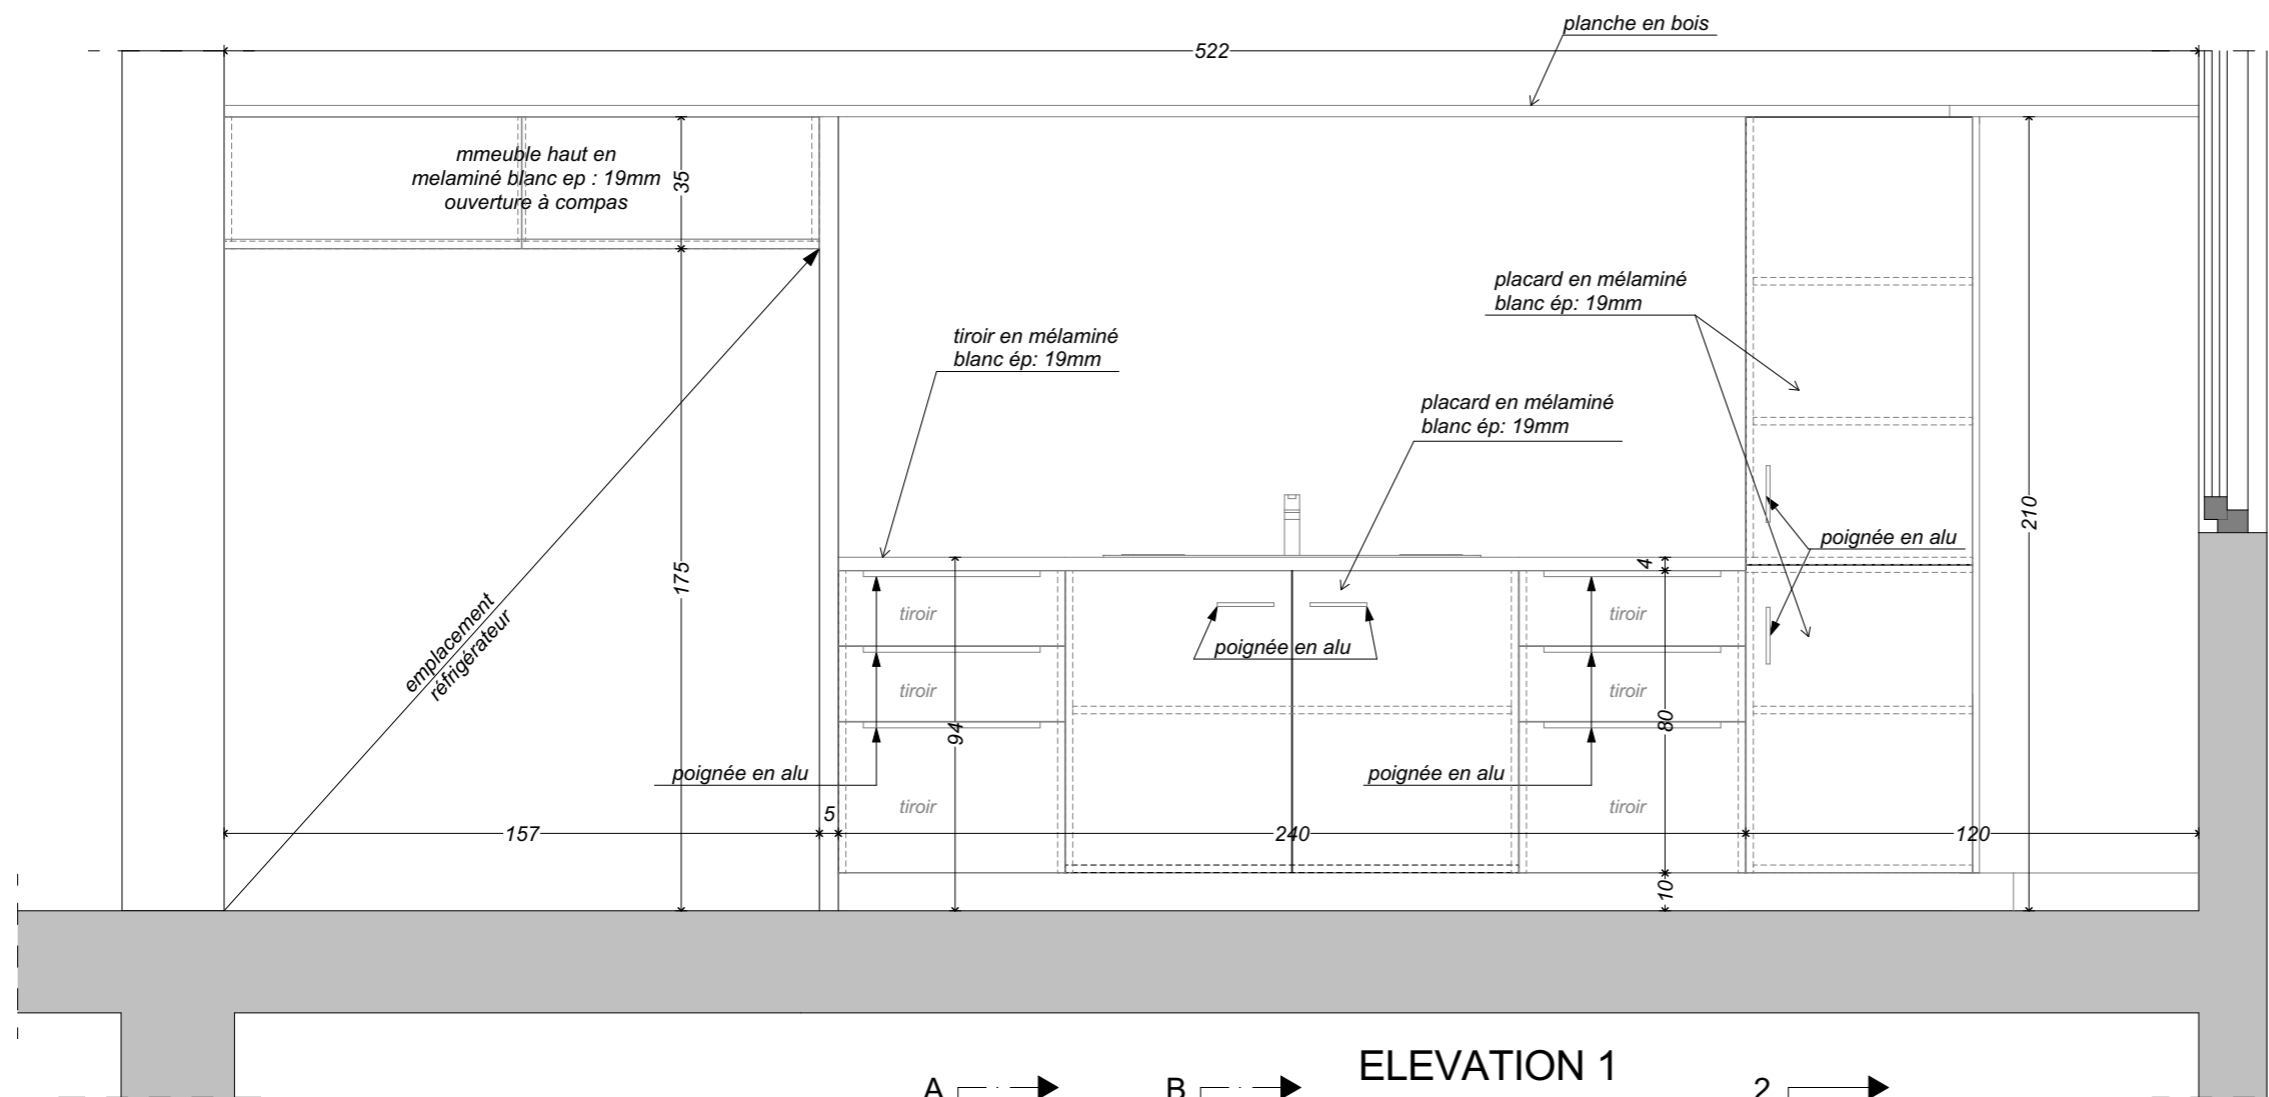 planche en bois
522
mmeuble haut en
melaminé blanc ep : 19mm
ouverture à compas
35
placard en mélaminé
blanc ép: 19mm
tiroir en mélaminé
blanc ép: 19mm
placard en mélaminé
blanc ép: 19mm
210
poignée en alu
175
4
emplacement
réfrigérateur
tiroir
tiroir
poignée en alu
tiroir
tiroir
94
80
poignée en alu
poignée en alu
tiroir
tiroir
5
157
240
120
10
ELEVATION 1
A
B
2